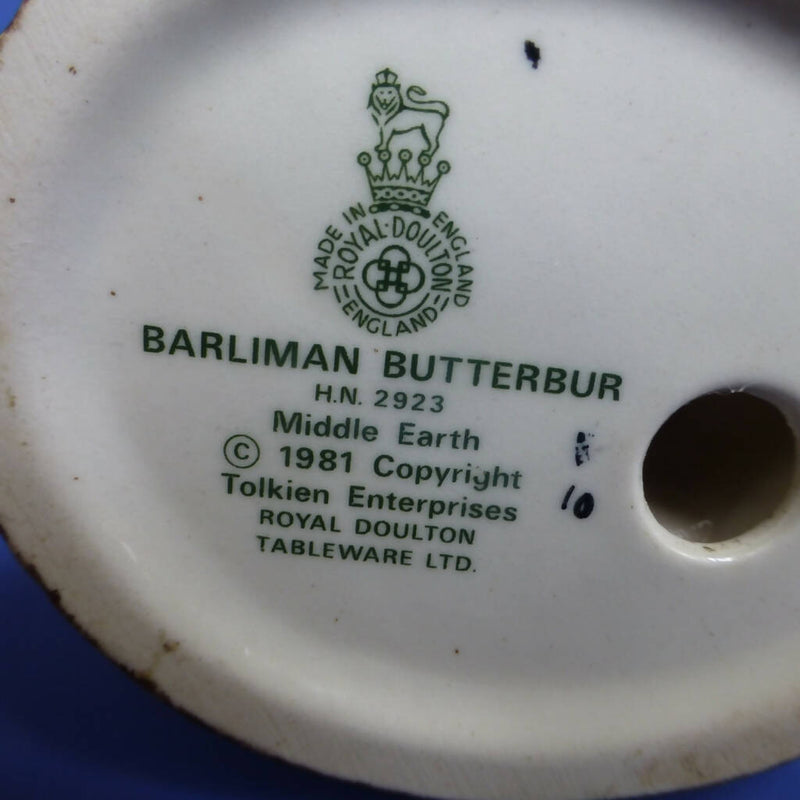 MADE IN ENGLAND
ROYAL·DOULTON
ENGLAND
BARLIMAN BUTTERBUR
H.N. 2923
Middle Earth
© 1981 Copyright
Tolkien Enterprises
ROYAL DOULTON
TABLEWARE LTD.
10